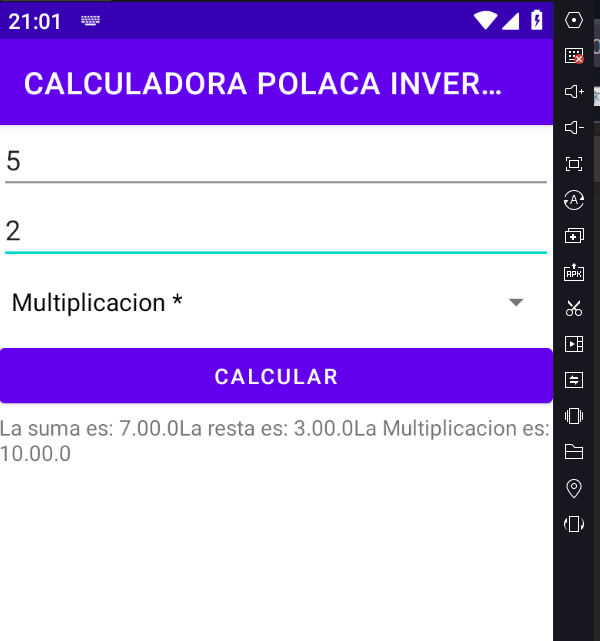 21:01
CALCULADORA POLACA INVER...
5
2
Multiplicacion *
CALCULAR
La suma es: 7.00.0La resta es: 3.00.0La Multiplicacion es:
10.00.0
A
APK